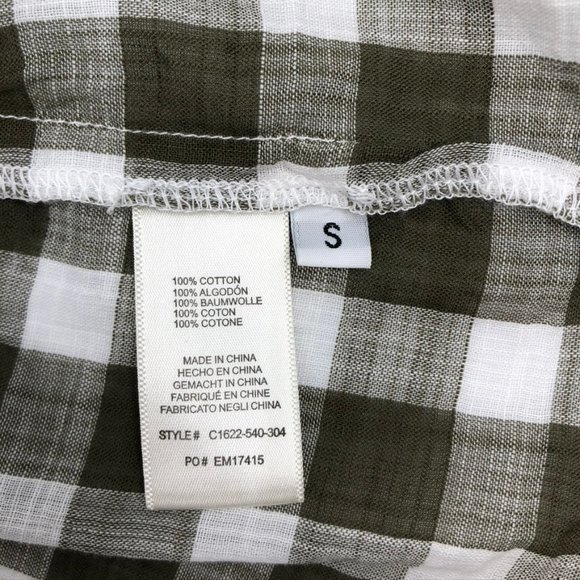 S
100% COTTON
100% ALGODÓN
100% BAUMWOLLE
100% COTON
100% COTONE
MADE IN CHINA
HECHO EN CHINA
GEMACHT IN CHINA
FABRIQUÉ EN CHINE
FABRICATO NEGLI CHINA
STYLE# C1622-540-304
PO# EM17415